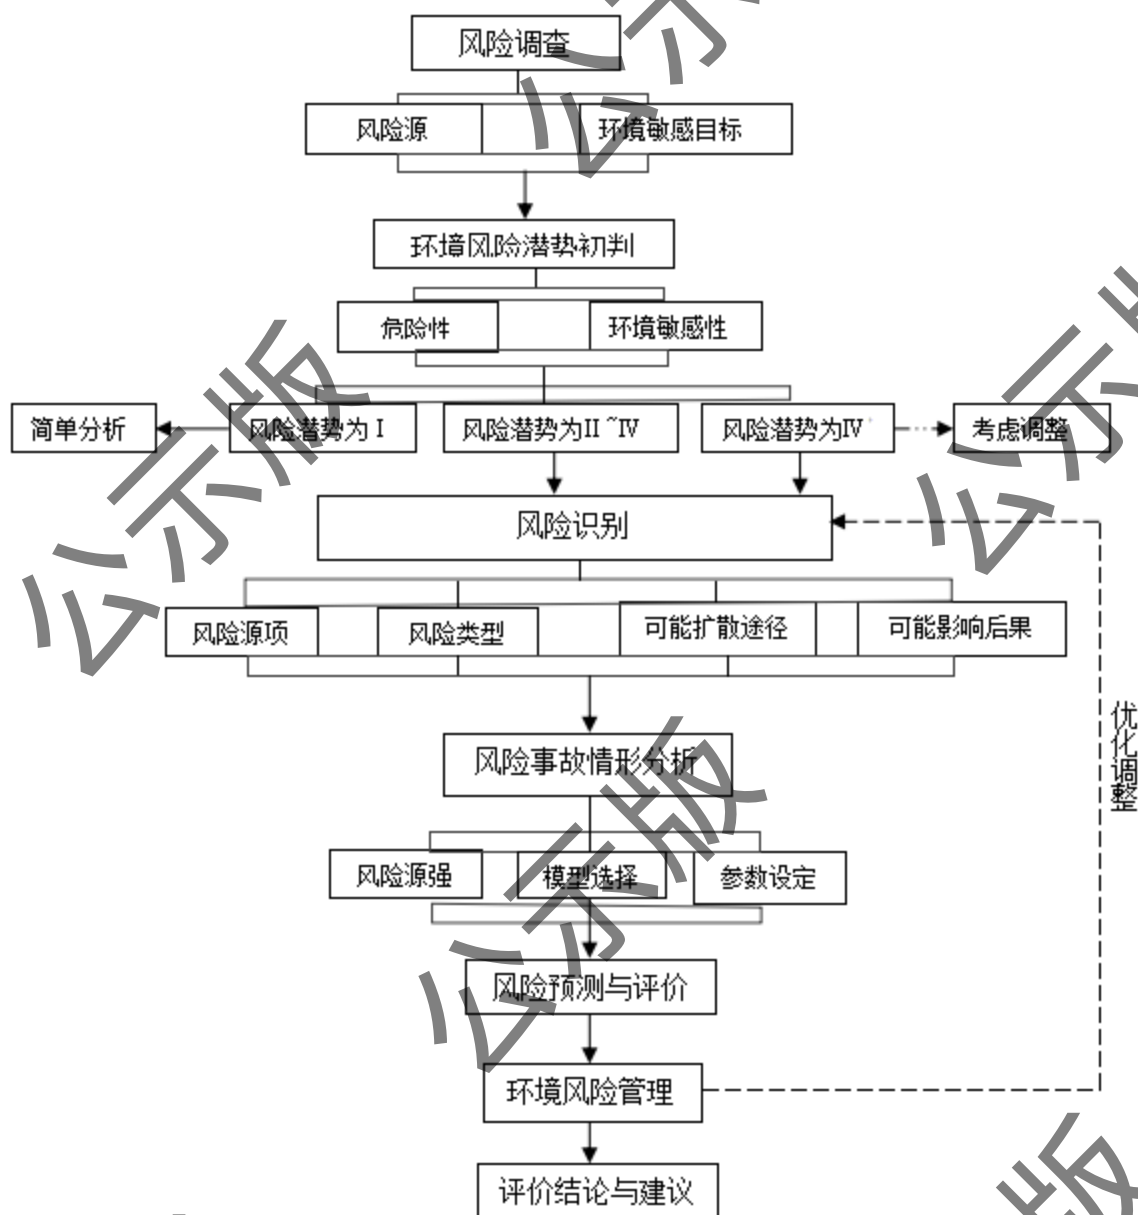 风险调查
风险源
环境敏感目标
环境风险潜势初判
危险性
环境敏感性
简单分析
风险潜势为 I
风险潜势为II ~IV
风险潜势为IV+
考虑调整
风险识别
风险源项
风险类型
可能扩散途径
可能影响后果
优化调整
风险事故情形分析
风险源强
模型选择
参数设定
风险预测与评价
环境风险管理
评价结论与建议
公示版
公示版
公示版
公示
版